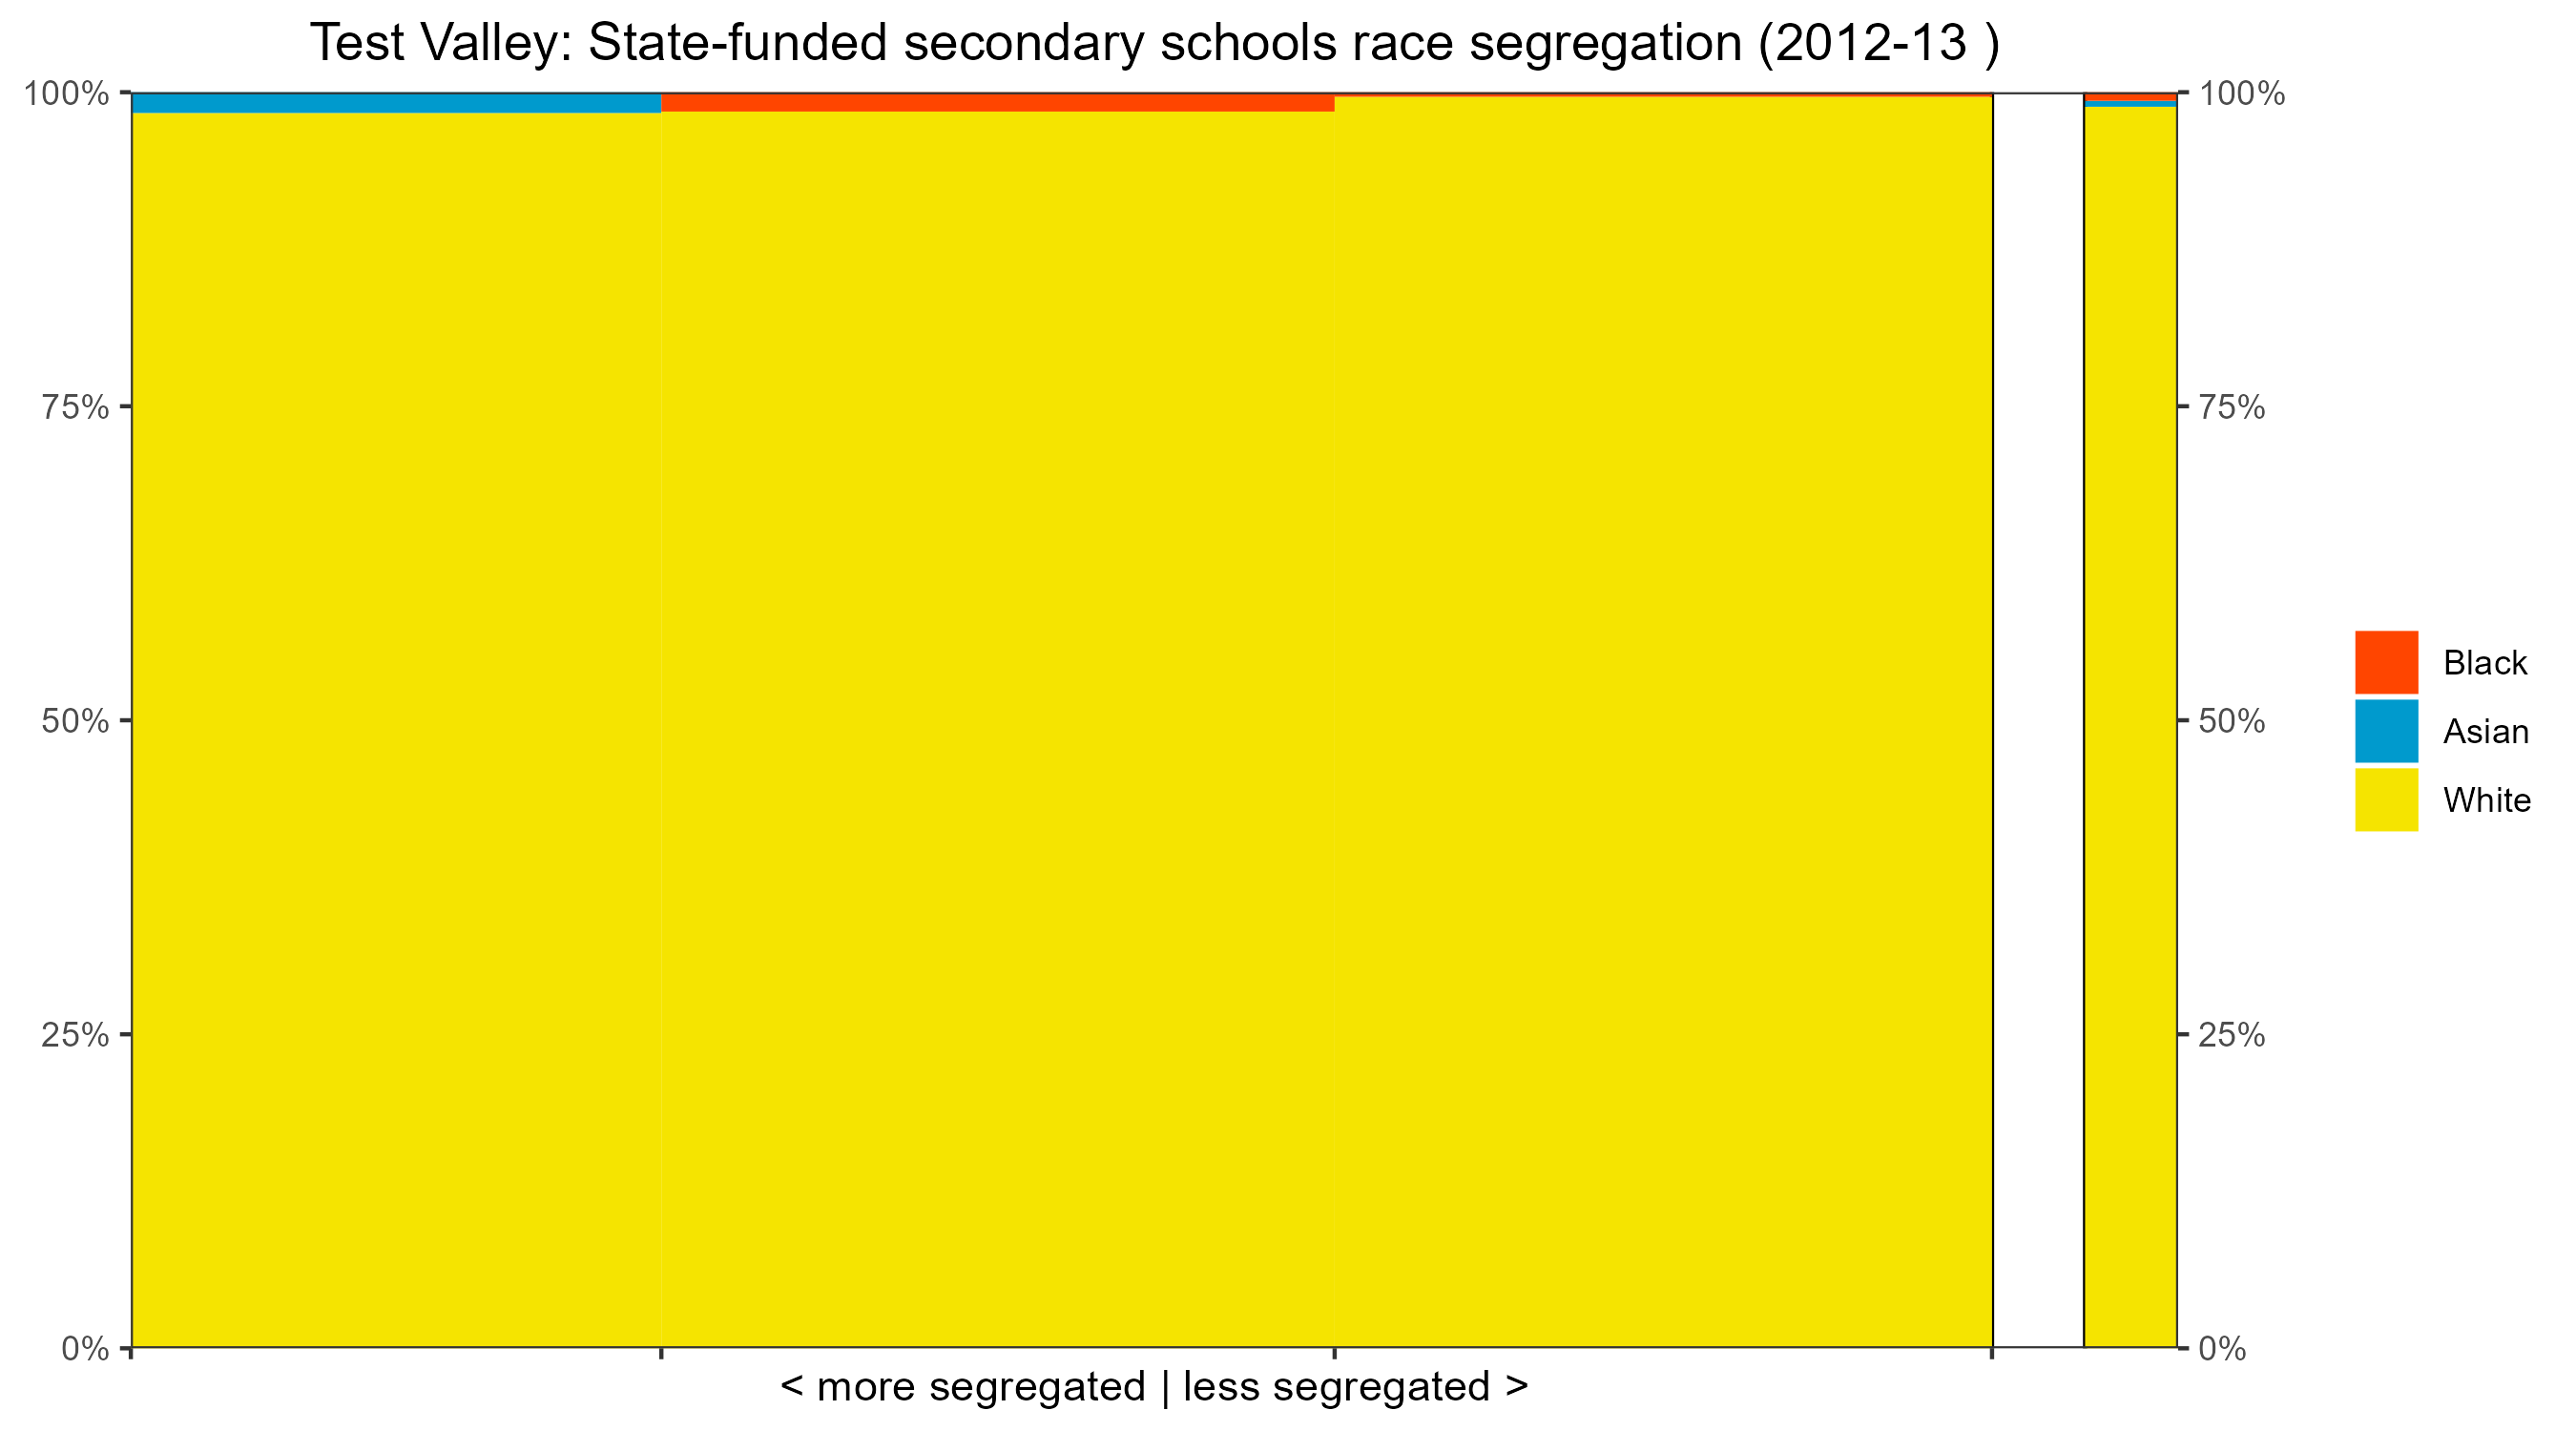 Test Valley: State-funded secondary schools race segregation (2012-13 )
100%
75%
50%
25%
0%
100%
75%
50%
25%
0%
Black
Asian
White
< more segregated | less segregated >